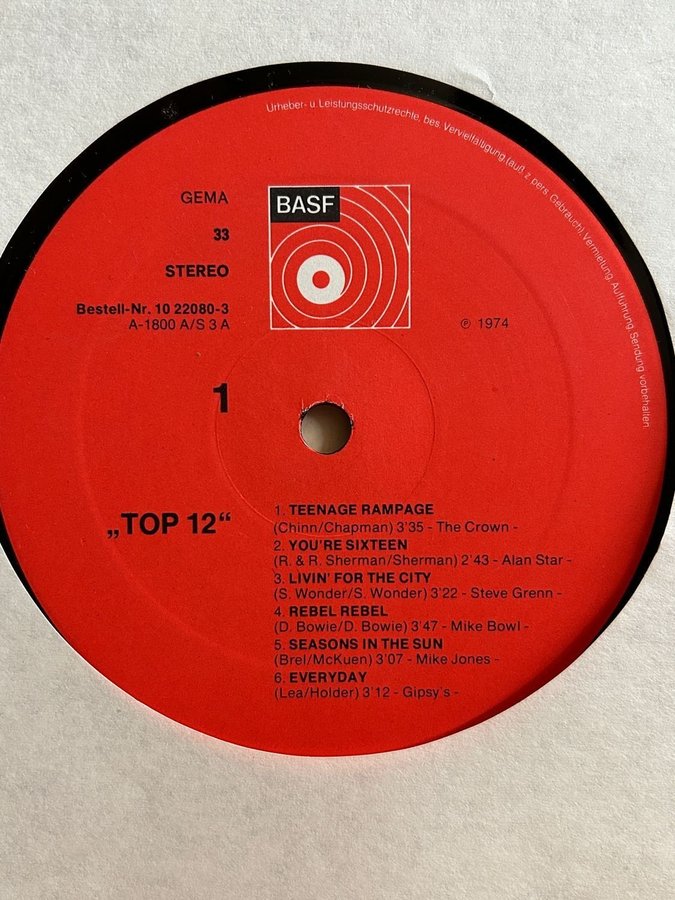 Urheber- u. Leistungsschutzrechte, bes. Vervielfältigung (auß. z. pers. Gebrauch), Vermietung, Aufführung, Sendung vorbehalten
BASF
GEMA
33
STEREO
Bestell-Nr. 10 22080-3
A-1800 A/S 3 A
℗ 1974
1
„TOP 12“
1. TEENAGE RAMPAGE
(Chinn/Chapman) 3'35 - The Crown -
2. YOU'RE SIXTEEN
(R. & R. Sherman/Sherman) 2'43 - Alan Star -
3. LIVIN' FOR THE CITY
(S. Wonder/S. Wonder) 3'22 - Steve Grenn -
4. REBEL REBEL
(D. Bowie/D. Bowie) 3'47 - Mike Bowl -
5. SEASONS IN THE SUN
(Brel/McKuen) 3'07 - Mike Jones -
6. EVERYDAY
(Lea/Holder) 3'12 - Gipsy's -